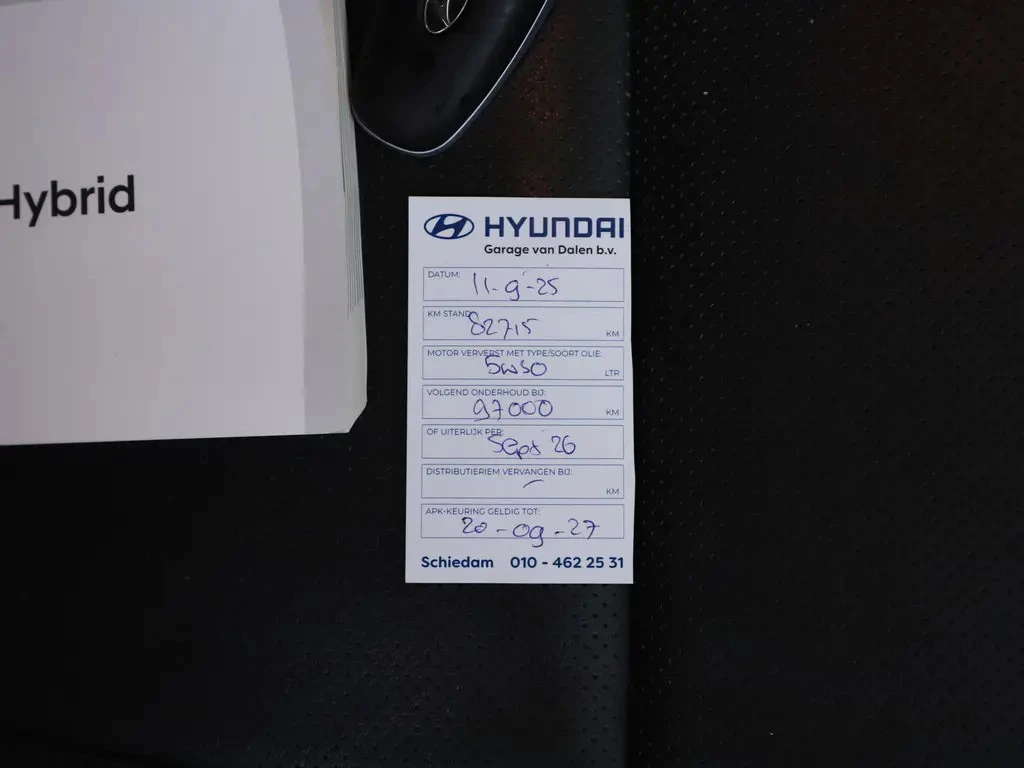 Hybrid
HYUNDAI
Garage van Dalen b.v.
DATUM: 11-9-25
KM STAND: 82715 KM
MOTOR VERVERST MET TYPE/SOORT OLIE:
5W30 LTR
VOLGEND ONDERHOUD BIJ:
97000 KM
OF UITERLIJK PER:
Sept 26
DISTRIBUTIERIEM VERVANGEN BIJ:
- KM
APK-KEURING GELDIG TOT:
20-09-27
Schiedam 010 - 462 25 31